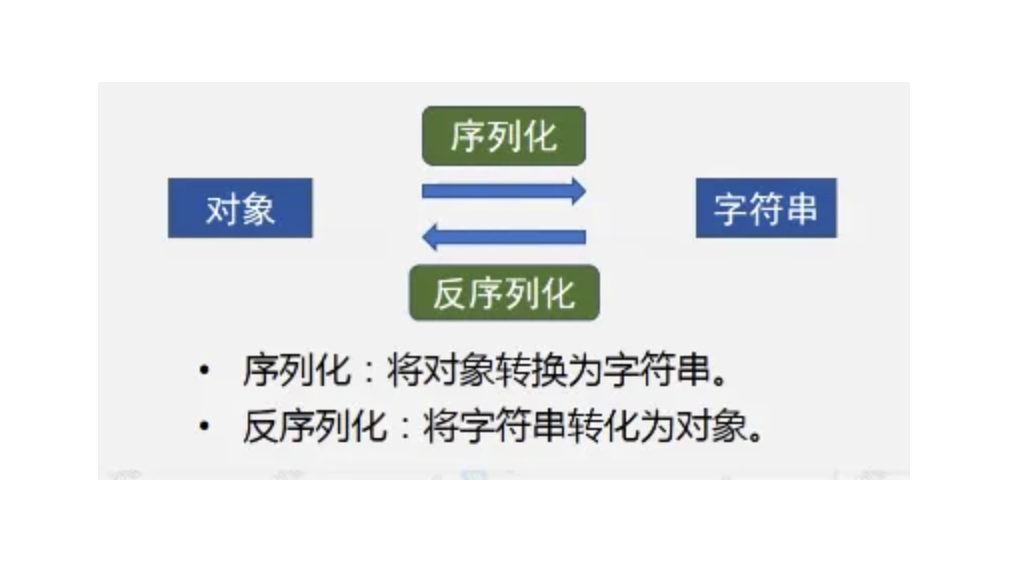 序列化
对象
字符串
反序列化
• 序列化：将对象转换为字符串。
• 反序列化：将字符串转化为对象。